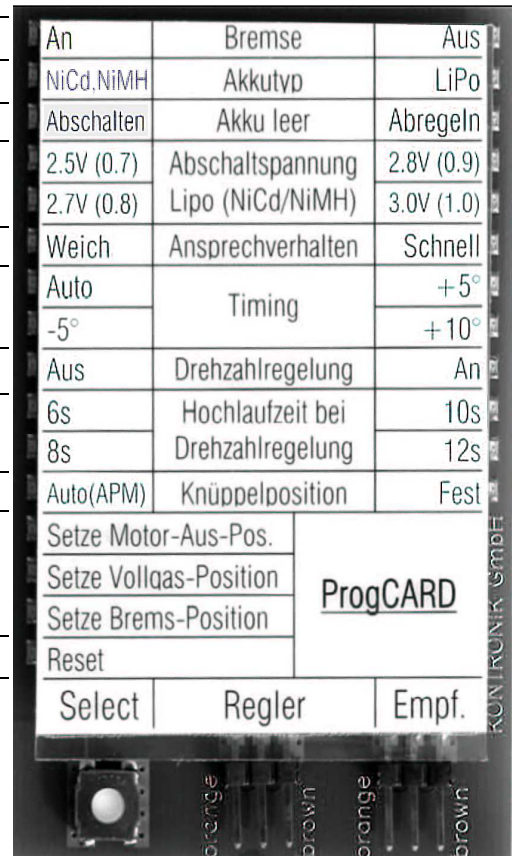 An Bremse Aus
NiCd,NiMH Akkutyp LiPo
Abschalten Akku leer Abregeln
2.5V (0.7) Abschaltspannung 2.8V (0.9)
2.7V (0.8) Lipo (NiCd/NiMH) 3.0V (1.0)
Weich Ansprechverhalten Schnell
Auto Timing +5°
-5° +10°
Aus Drehzahlregelung An
6s Hochlaufzeit bei 10s
8s Drehzahlregelung 12s
Auto(APM) Knüppelposition Fest
Setze Motor-Aus-Pos.
Setze Vollgas-Position
Setze Brems-Position
Reset
ProgCARD
Select Regler Empf.
KONTRONIK GmbH
orange
brown
orange
brown